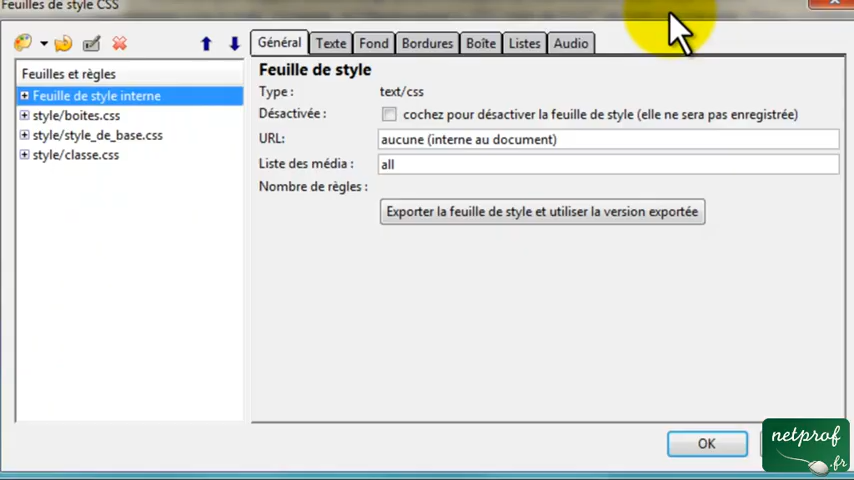 Feuilles de style CSS
Général Texte Fond Bordures Boîte Listes Audio
Feuilles et règles
Feuille de style interne
style/boites.css
style/style_de_base.css
style/classe.css
Feuille de style
Type : text/css
Désactivée : cochez pour désactiver la feuille de style (elle ne sera pas enregistrée)
URL: aucune (interne au document)
Liste des média : all
Nombre de règles :
Exporter la feuille de style et utiliser la version exportée
OK
netprof
.fr